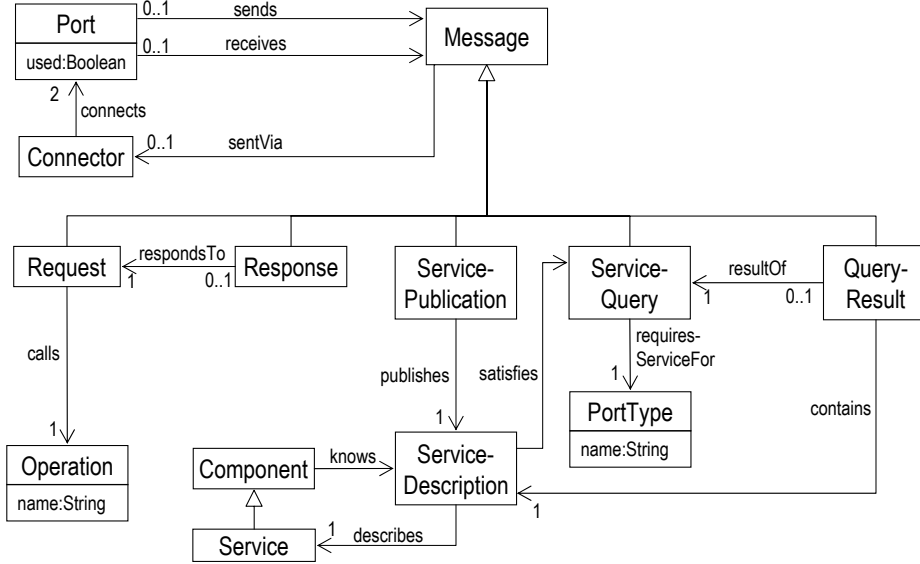 0..1 sends
Port
Message
0..1 receives
used:Boolean
2
connects
0..1 sentVia
Connector
Request
respondsTo
1
0..1
Response
Service-
Publication
Service-
Query
resultOf
1
0..1
Query-
Result
calls
publishes
satisfies
requires-
ServiceFor
1
PortType
name:String
contains
1
1
Operation
name:String
Component
knows
Service-
Description
1
1
describes
Service